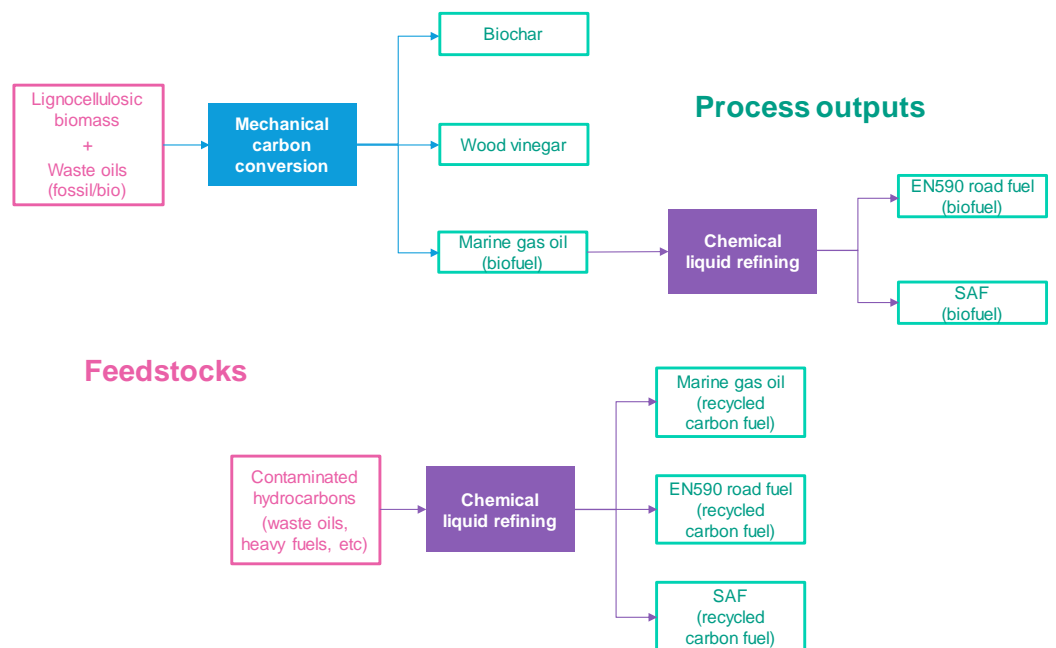 Biochar
Lignocellulosic
biomass
+
Waste oils
(fossil/bio)
Mechanical
carbon
conversion
Process outputs
Wood vinegar
EN590 road fuel
(biofuel)
Marine gas oil
(biofuel)
Chemical
liquid refining
SAF
(biofuel)
Feedstocks
Marine gas oil
(recycled
carbon fuel)
Contaminated
hydrocarbons
(waste oils,
heavy fuels, etc)
Chemical
liquid refining
EN590 road fuel
(recycled
carbon fuel)
SAF
(recycled
carbon fuel)